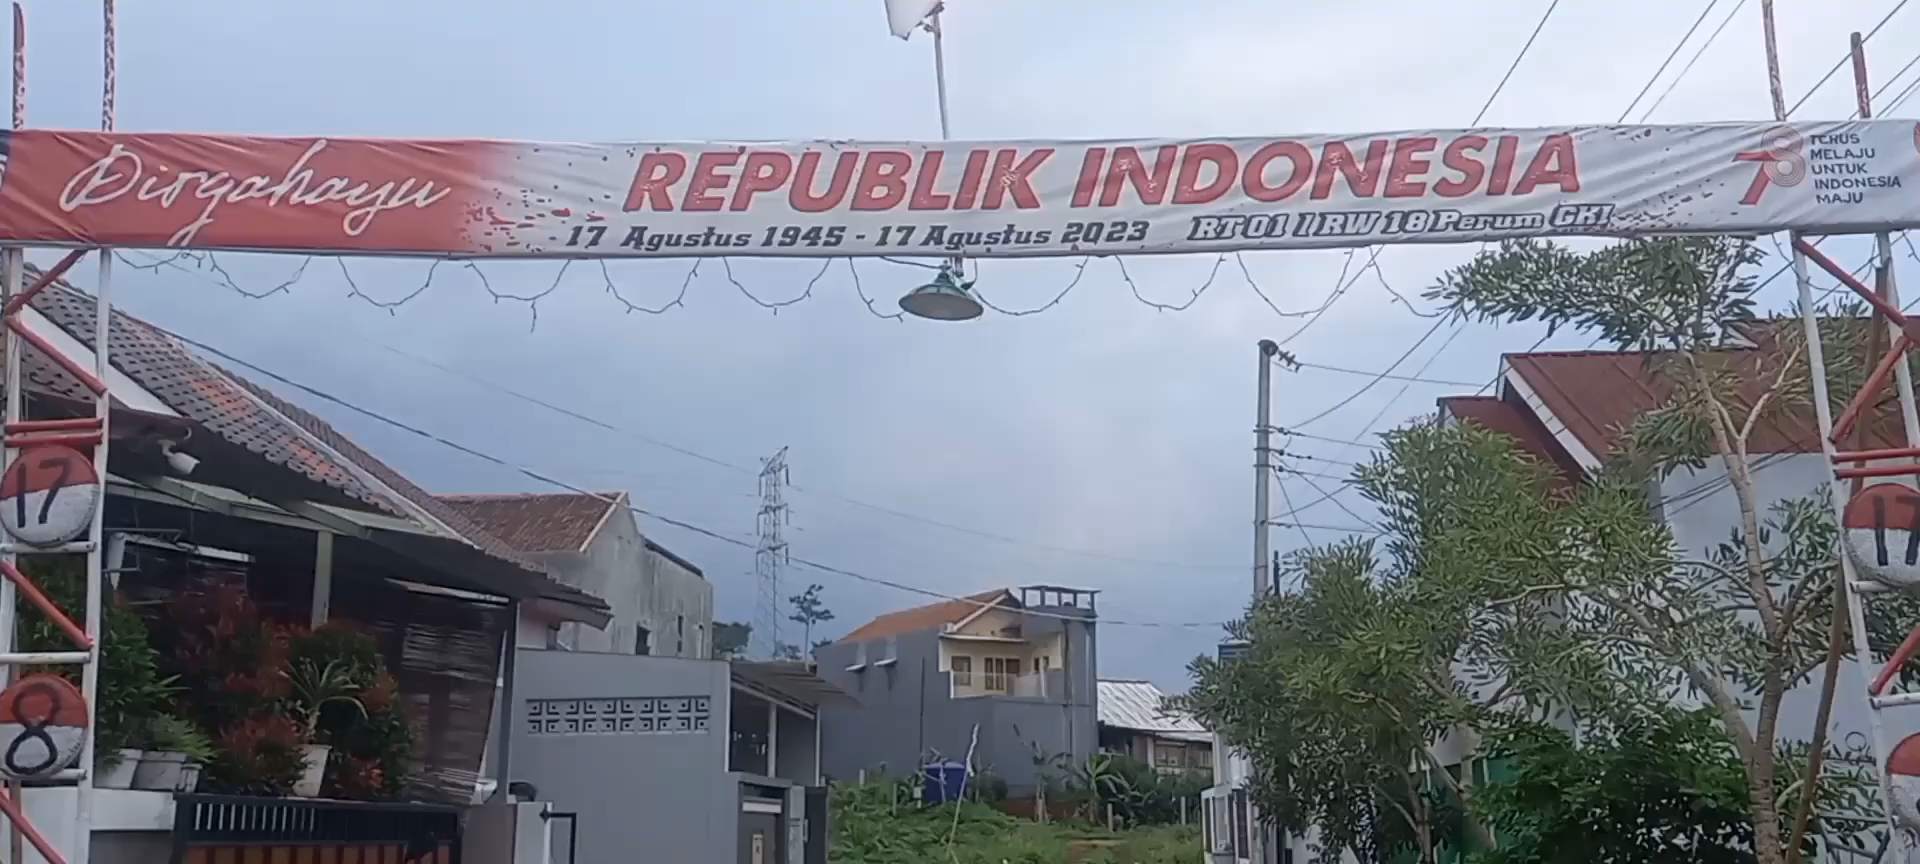 Dirgahayu REPUBLIK INDONESIA
17 Agustus 1945 - 17 Agustus 2023 RT 01 / RW 18 Perum GKI
78 TERUS
MELAJU
UNTUK
INDONESIA
MAJU
17
8
17